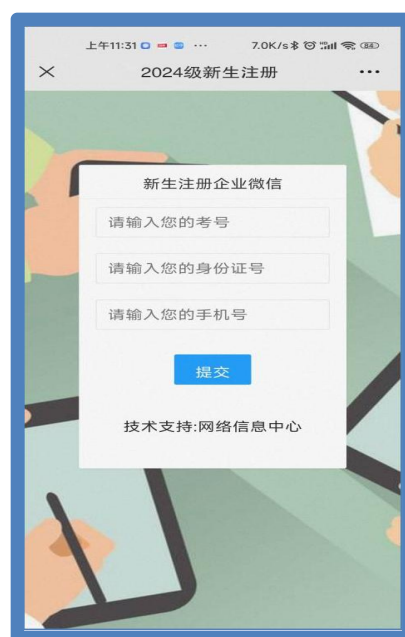 上午11:31 ... 7.0K/s 84
2024级新生注册
新生注册企业微信
请输入您的考号
请输入您的身份证号
请输入您的手机号
提交
技术支持:网络信息中心